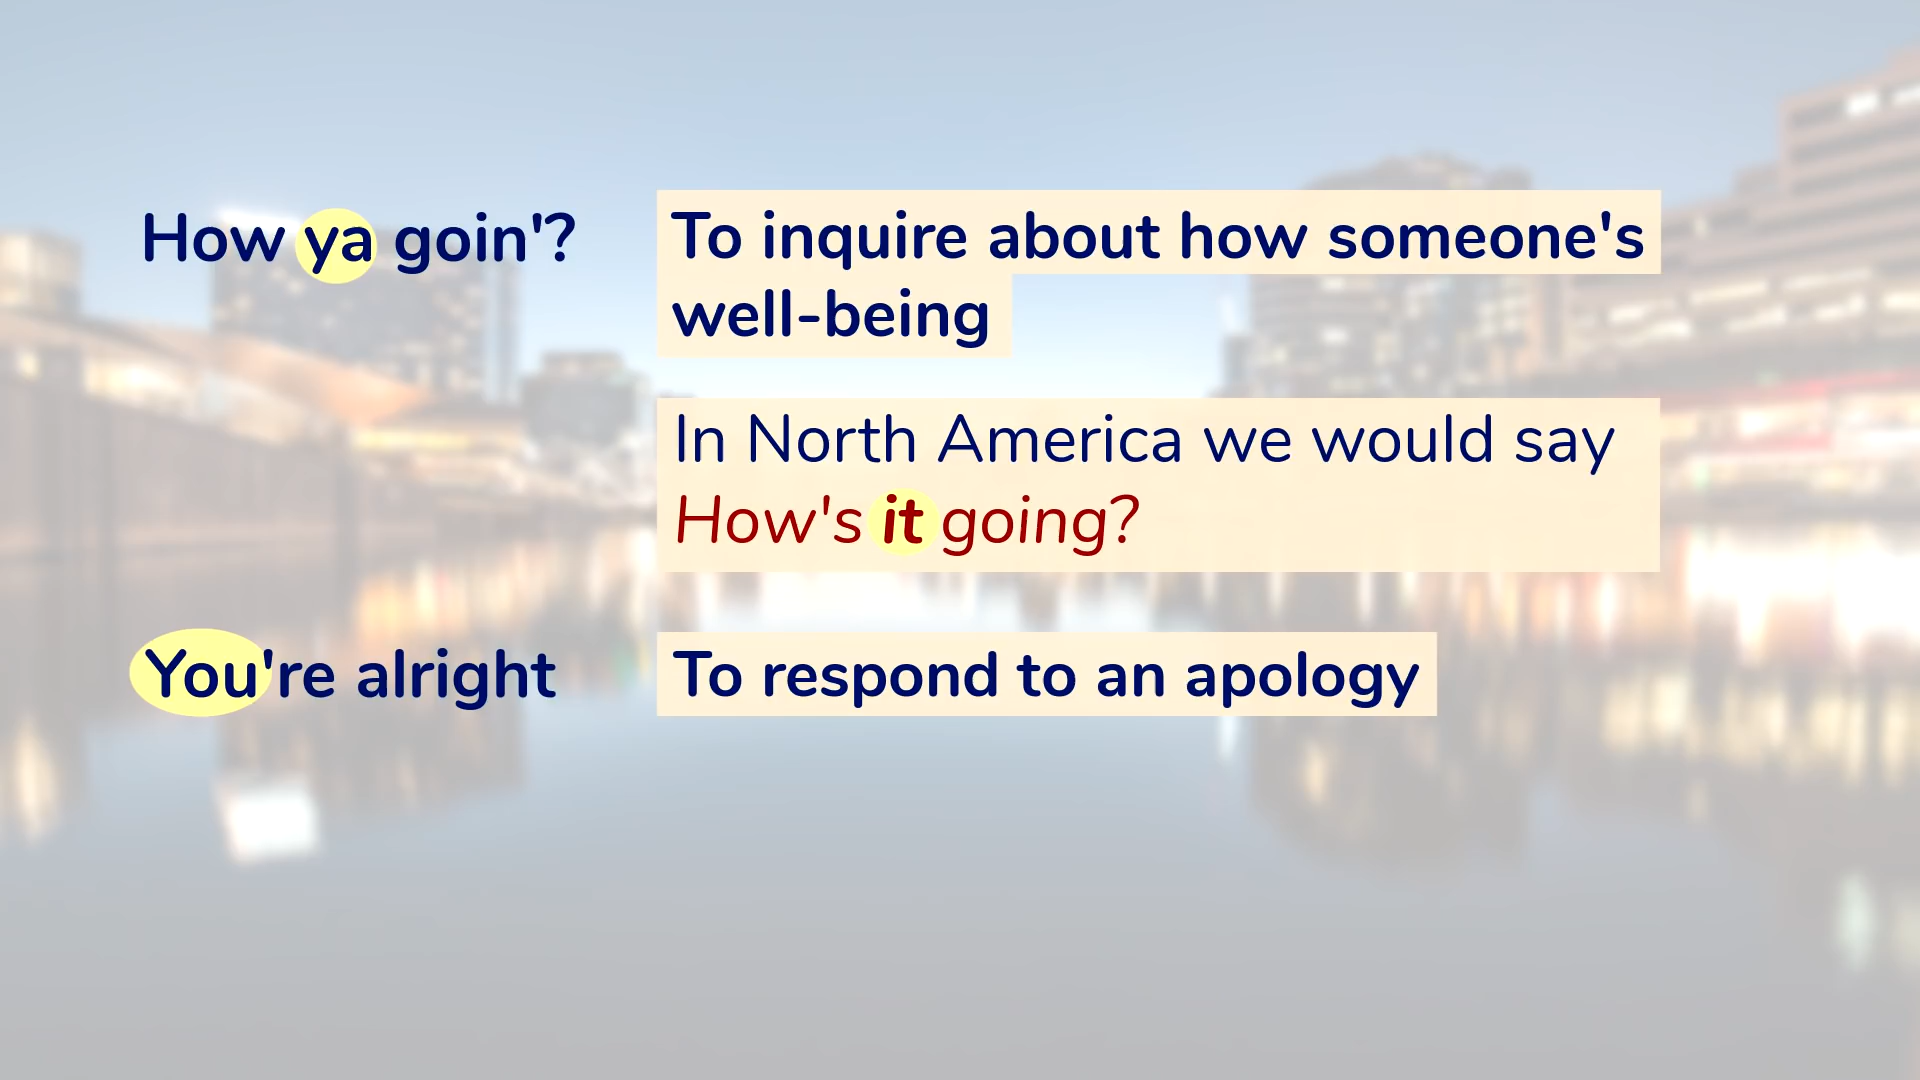 How ya goin'?
To inquire about how someone's
well-being
In North America we would say
How's it going?
You're alright
To respond to an apology